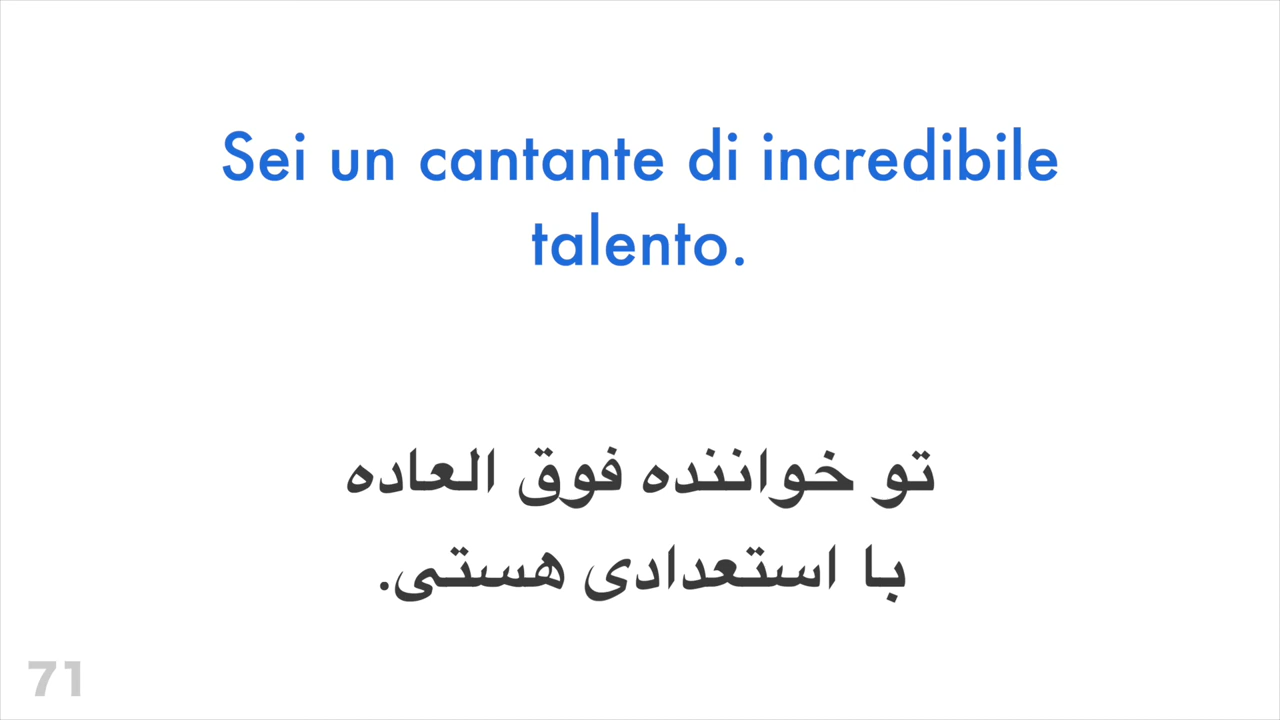 Sei un cantante di incredibile
talento.
تو خواننده فوق العاده
با استعدادی هستی.
71